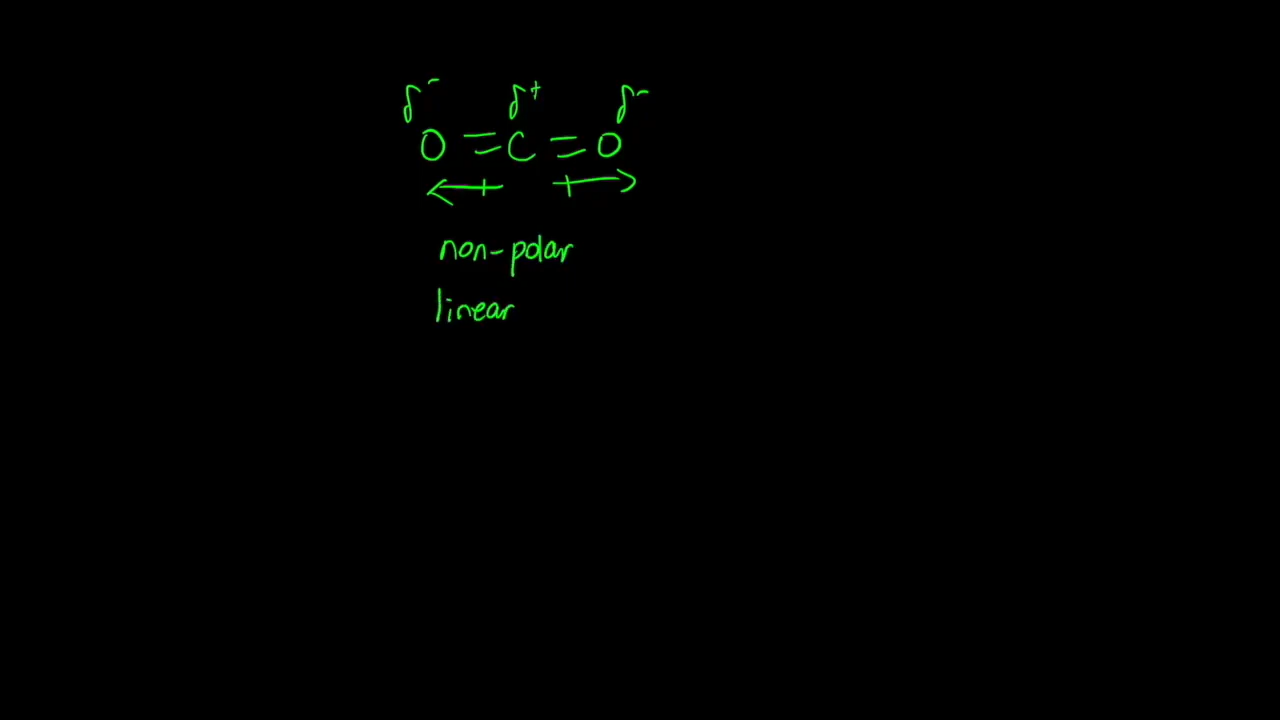 δ⁻ δ⁺ δ⁻
O = C = O
non-polar
linear